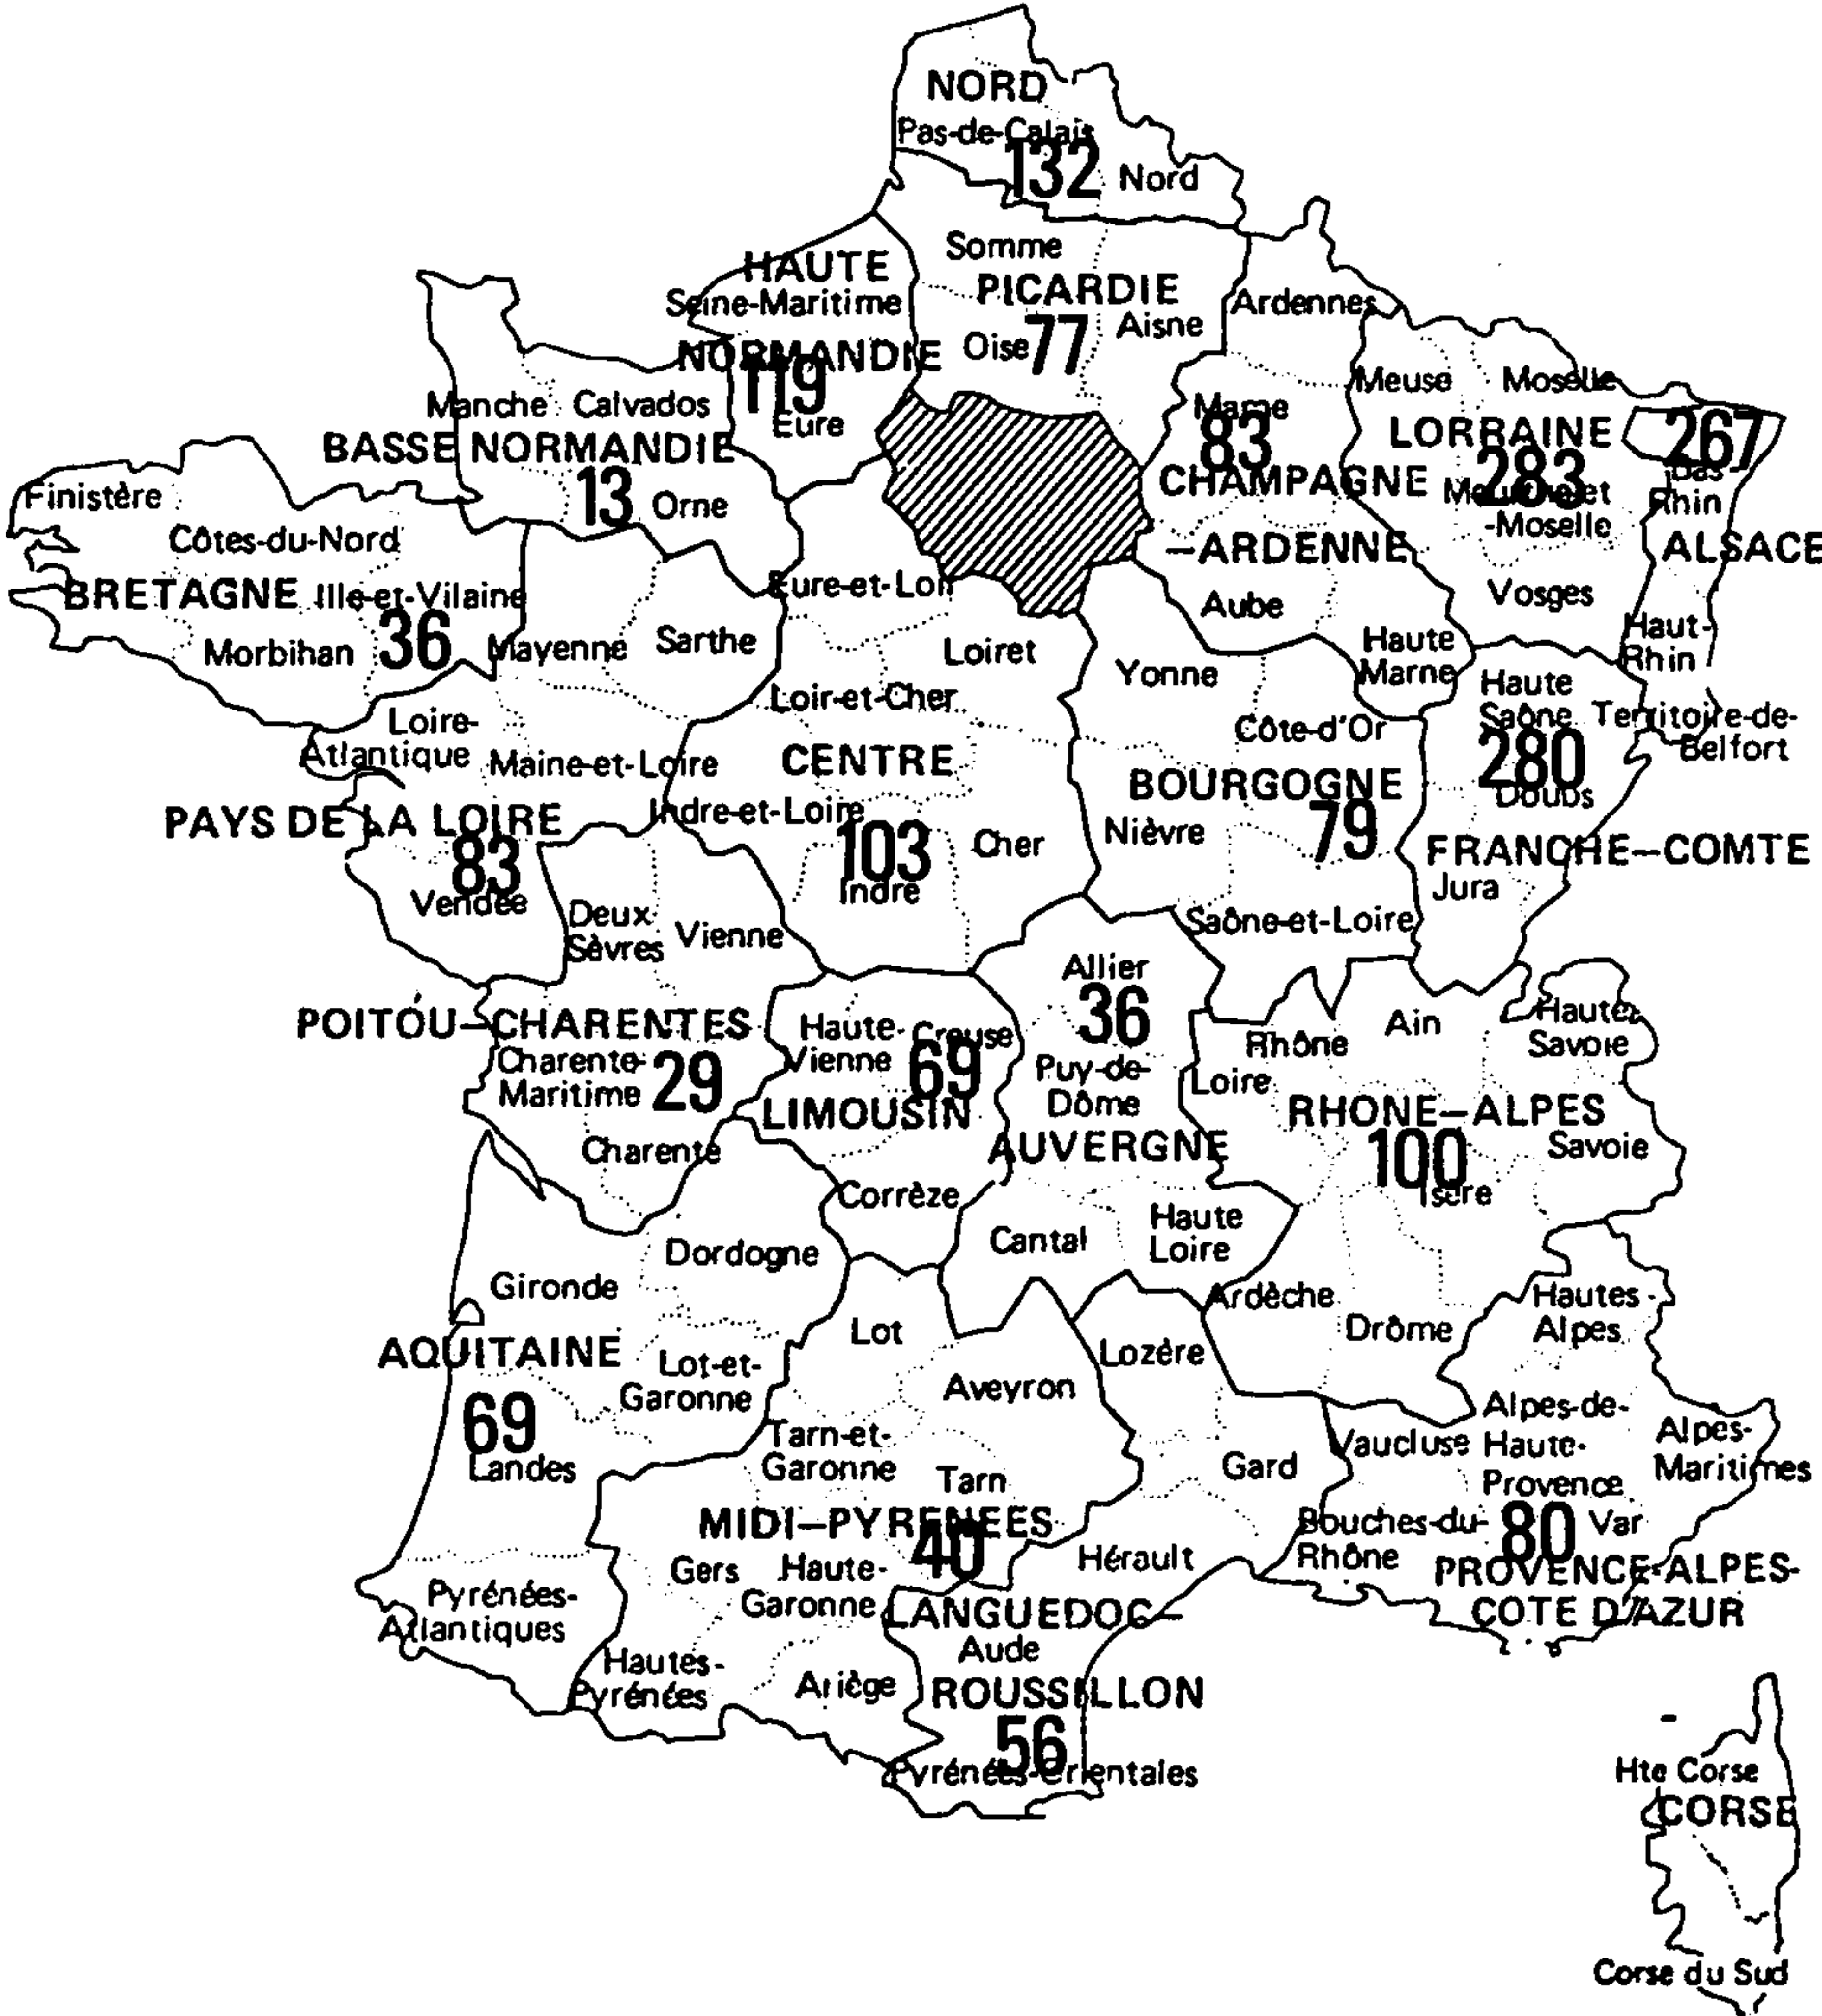 NORD
Pas-de-Calais
132
Nord
Somme
HAUTE
PICARDIE
Seine-Maritime
Ardennes
Aisne
Oise
77
NORMANDIE
119
Meuse
Moselle
Manche
Calvados
Marne
Eure
LORRAINE
267
83
BASSE NORMANDIE
283
Bas
CHAMPAGNE
Meurthe et
Rhin
Finistère
13
Orne
-Moselle
Côtes-du-Nord
–ARDENNE
ALSACE
Eure-et-Loir
BRETAGNE
Ille-et-Vilaine
Vosges
Aube
36
Haut-
Morbihan
Mayenne
Sarthe
Loiret
Haute
Rhin
Yonne
Marne
Haute
Loir-et-Cher
Saône
Territoire-de-
Loire-
Côte-d'Or
Belfort
Atlantique
Maine-et-Loire
CENTRE
280
BOURGOGNE
Doubs
Indre-et-Loire
PAYS DE LA LOIRE
79
Nièvre
Cher
103
FRANCHE–COMTE
83
Indre
Jura
Vendée
Deux
Saône-et-Loire
Sèvres
Vienne
Allier
36
POITOU–CHARENTES
Haute-
Creuse
Ain
Haute
Vienne
Rhône
Savoie
Charente-
69
Puy-de-
Maritime
29
Loire
Dôme
LIMOUSIN
RHONE–ALPES
Charente
AUVERGNE
Savoie
100
Isère
Corrèze
Haute
Cantal
Loire
Dordogne
Gironde
Ardèche
Hautes-
Drôme
Alpes
Lot
AQUITAINE
Lozère
Lot-et-
Garonne
Aveyron
69
Alpes-de-
Tarn-et-
Vaucluse
Haute-
Alpes-
Garonne
Landes
Gard
Maritimes
Tarn
Provence
MIDI–PYRENEES
Bouches-du-
80
Var
40
Hérault
Rhône
Gers
Haute-
PROVENCE-ALPES-
Garonne
Pyrénées-
LANGUEDOC–
COTE D'AZUR
Atlantiques
Aude
Hautes-
Pyrénées
Ariège
ROUSSILLON
56
Pyrénées-Orientales
Hte Corse
CORSE
Corse du Sud